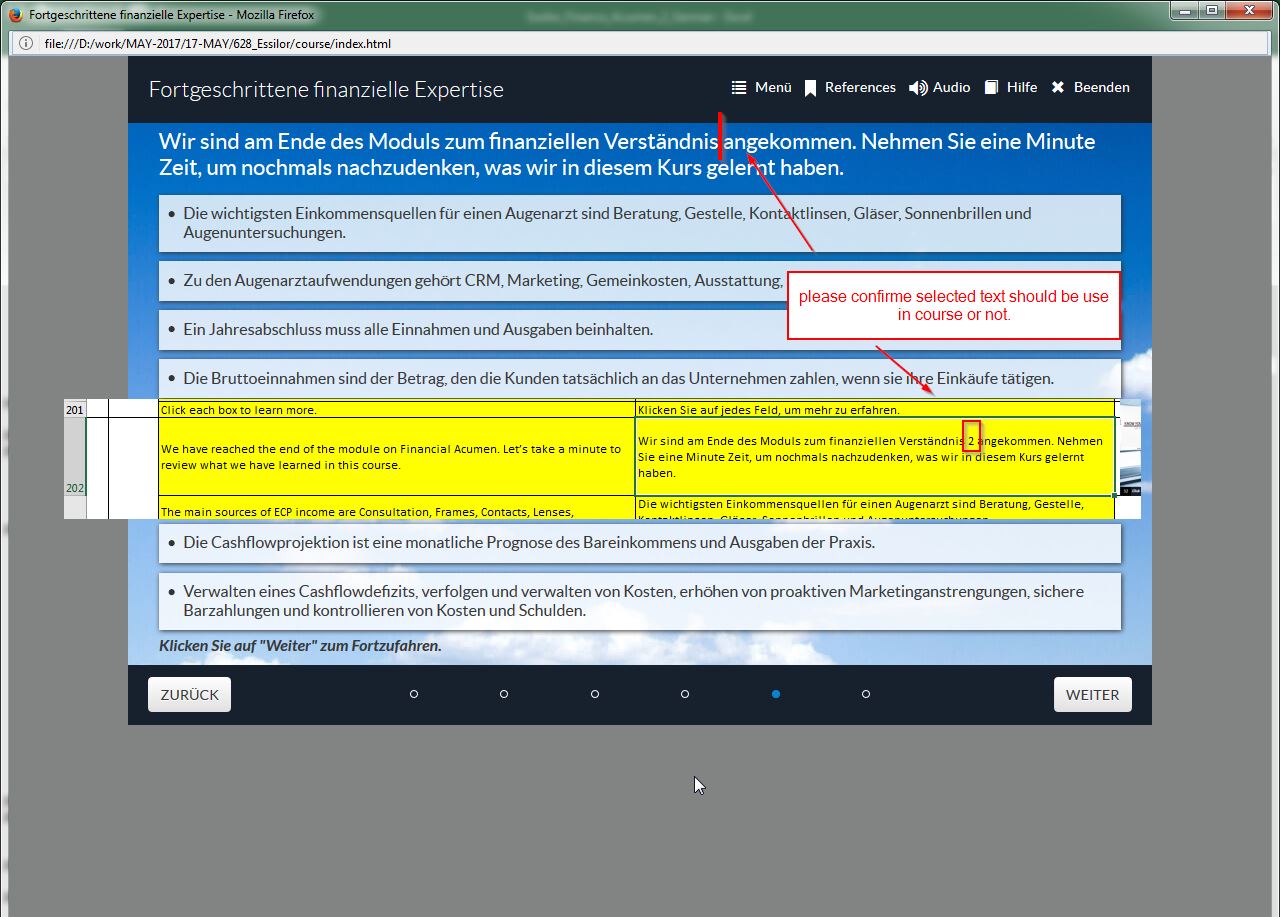 Fortgeschrittene finanzielle Expertise - Mozilla Firefox
file:///D:/work/MAY-2017/17-MAY/628_Essilor/course/index.html
Fortgeschrittene finanzielle Expertise
Menü References Audio Hilfe Beenden
Wir sind am Ende des Moduls zum finanziellen Verständnis angekommen. Nehmen Sie eine Minute
Zeit, um nochmals nachzudenken, was wir in diesem Kurs gelernt haben.
• Die wichtigsten Einkommensquellen für einen Augenarzt sind Beratung, Gestelle, Kontaktlinsen, Gläser, Sonnenbrillen und
Augenuntersuchungen.
• Zu den Augenarztaufwendungen gehört CRM, Marketing, Gemeinkosten, Ausstattung,
please confirme selected text should be use
in course or not.
• Ein Jahresabschluss muss alle Einnahmen und Ausgaben beinhalten.
• Die Bruttoeinnahmen sind der Betrag, den die Kunden tatsächlich an das Unternehmen zahlen, wenn sie ihre Einkäufe tätigen.
201 Click each box to learn more. Klicken Sie auf jedes Feld, um mehr zu erfahren.
202
We have reached the end of the module on Financial Acumen. Let's take a minute to
review what we have learned in this course.
Wir sind am Ende des Moduls zum finanziellen Verständnis 2 angekommen. Nehmen
Sie eine Minute Zeit, um nochmals nachzudenken, was wir in diesem Kurs gelernt
haben.
The main sources of ECP income are Consultation, Frames, Contacts, Lenses,
Die wichtigsten Einkommensquellen für einen Augenarzt sind Beratung, Gestelle,
Kontaktlinsen, Gläser, Sonnenbrillen und Augenuntersuchungen.
• Die Cashflowprojektion ist eine monatliche Prognose des Bareinkommens und Ausgaben der Praxis.
• Verwalten eines Cashflowdefizits, verfolgen und verwalten von Kosten, erhöhen von proaktiven Marketinganstrengungen, sichere
Barzahlungen und kontrollieren von Kosten und Schulden.
Klicken Sie auf "Weiter" zum Fortzufahren.
ZURÜCK WEITER